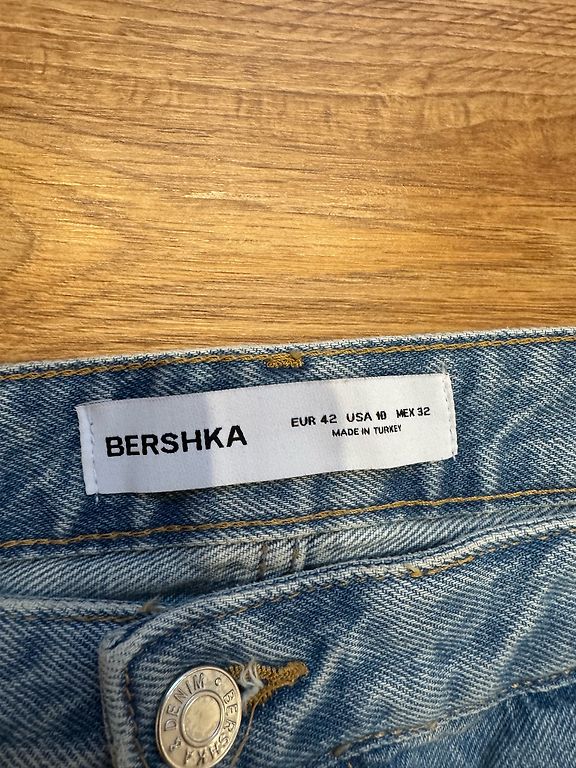 BERSHKA
EUR 42 USA 10 MEX 32
MADE IN TURKEY
DENIM • BERSHKA •